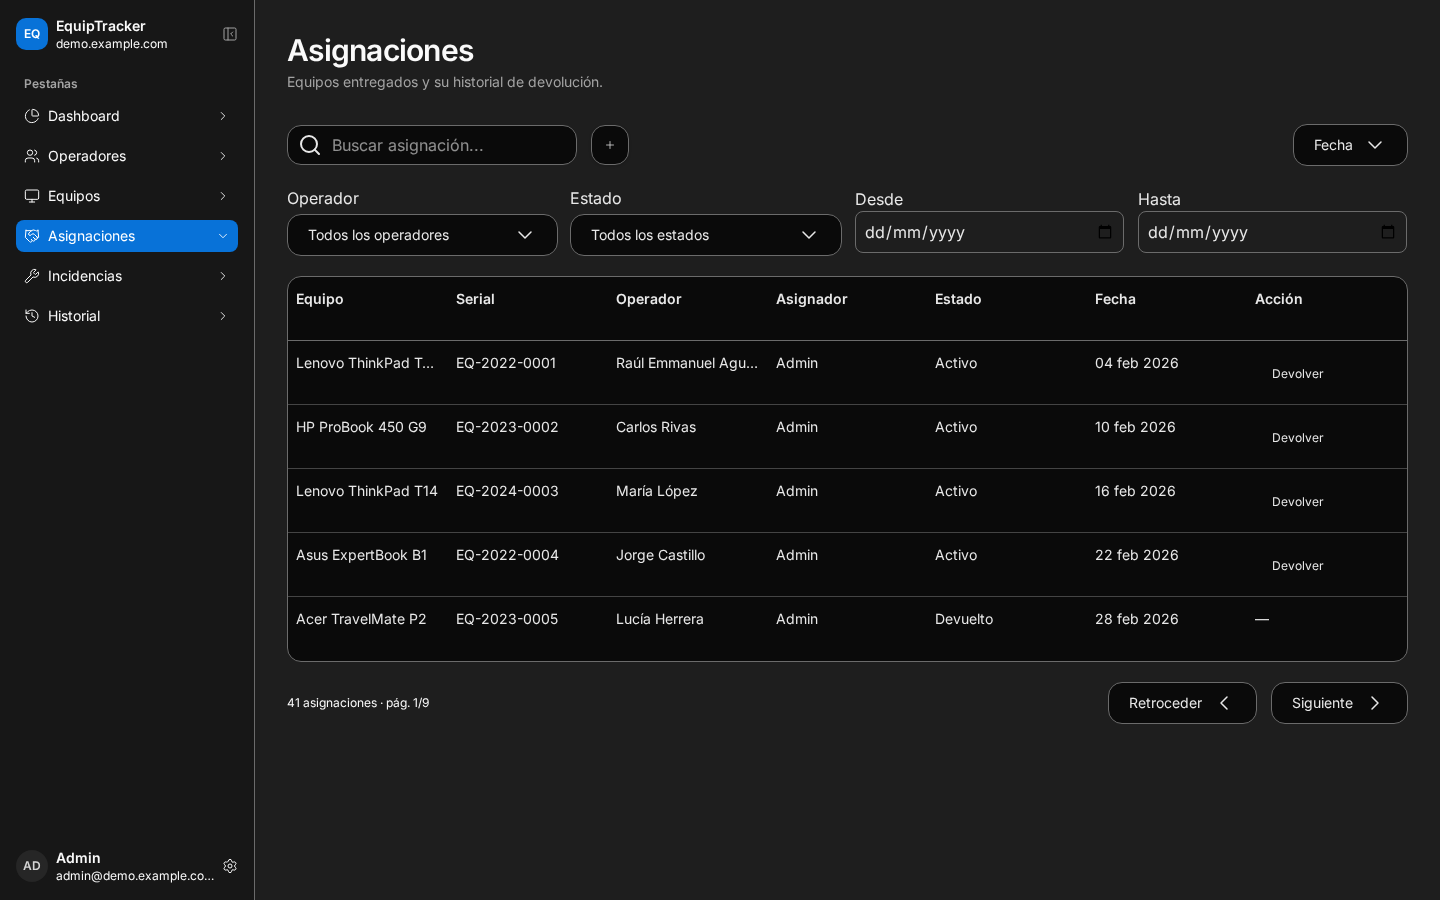 EQ
EquipTracker
demo.example.com
Pestañas
Dashboard
Operadores
Equipos
Asignaciones
Incidencias
Historial
AD
Admin
admin@demo.example.co...
Asignaciones
Equipos entregados y su historial de devolución.
Buscar asignación...
+
Fecha
Operador
Estado
Desde
Hasta
Todos los operadores
Todos los estados
dd/mm/yyyy
dd/mm/yyyy
Equipo Serial Operador Asignador Estado Fecha Acción
Lenovo ThinkPad T... EQ-2022-0001 Raúl Emmanuel Agu... Admin Activo 04 feb 2026 Devolver
HP ProBook 450 G9 EQ-2023-0002 Carlos Rivas Admin Activo 10 feb 2026 Devolver
Lenovo ThinkPad T14 EQ-2024-0003 María López Admin Activo 16 feb 2026 Devolver
Asus ExpertBook B1 EQ-2022-0004 Jorge Castillo Admin Activo 22 feb 2026 Devolver
Acer TravelMate P2 EQ-2023-0005 Lucía Herrera Admin Devuelto 28 feb 2026 —
41 asignaciones · pág. 1/9
Retroceder
Siguiente